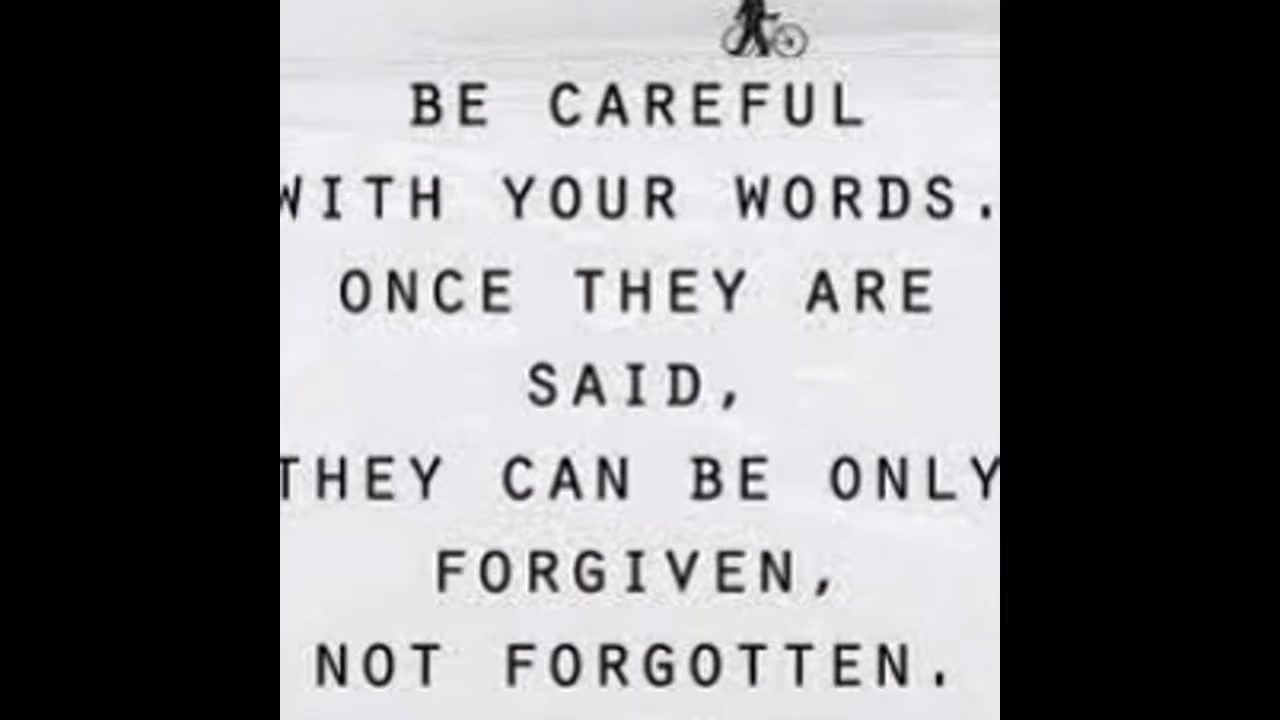 BE CAREFUL
WITH YOUR WORDS.
ONCE THEY ARE
SAID,
THEY CAN BE ONLY
FORGIVEN,
NOT FORGOTTEN.